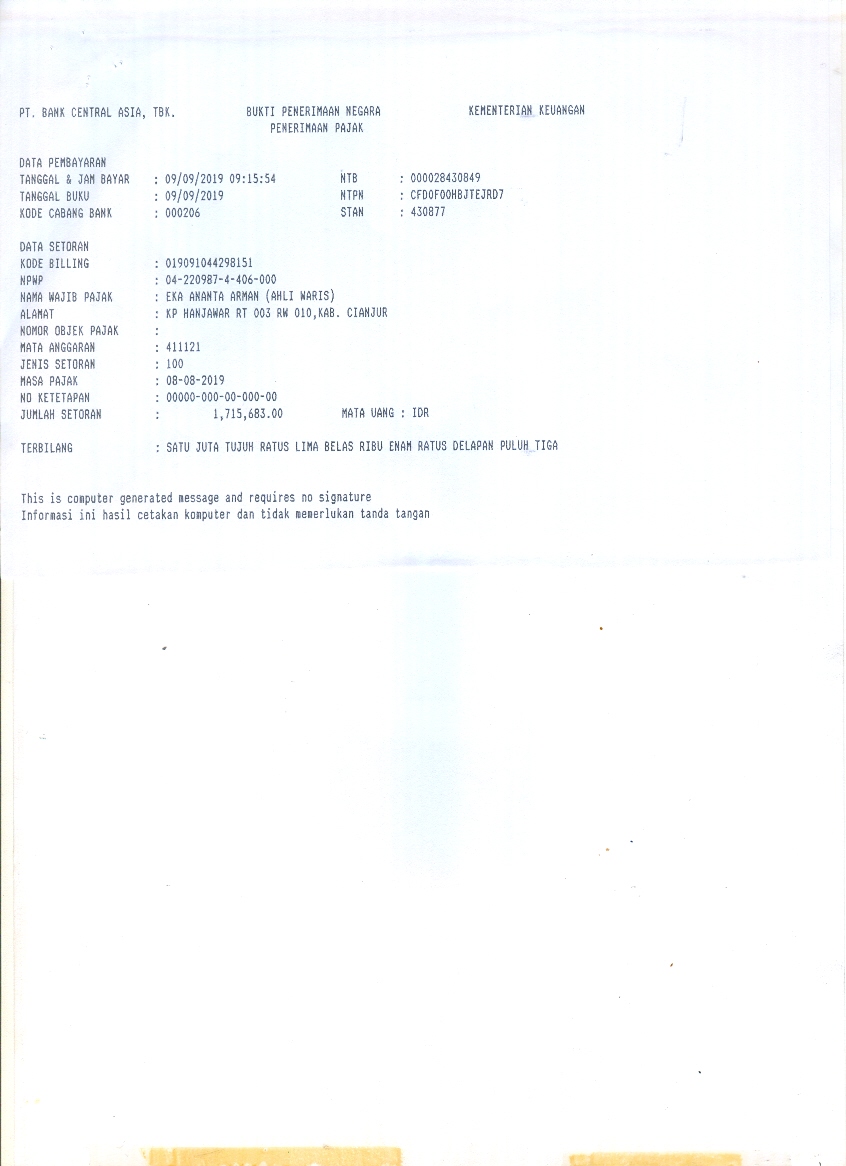 PT. BANK CENTRAL ASIA, TBK. BUKTI PENERIMAAN NEGARA KEMENTERIAN KEUANGAN
PENERIMAAN PAJAK
DATA PEMBAYARAN
TANGGAL & JAM BAYAR : 09/09/2019 09:15:54 NTB : 000028430849
TANGGAL BUKU : 09/09/2019 NTPN : CFD0F00HBJTEJRD7
KODE CABANG BANK : 000206 STAN : 430877
DATA SETORAN
KODE BILLING : 019091044298151
NPWP : 04-220987-4-406-000
NAMA WAJIB PAJAK : EKA ANANTA ARMAN (AHLI WARIS)
ALAMAT : KP HANJAWAR RT 003 RW 010,KAB. CIANJUR
NOMOR OBJEK PAJAK :
MATA ANGGARAN : 411121
JENIS SETORAN : 100
MASA PAJAK : 08-08-2019
NO KETETAPAN : 00000-000-00-000-00
JUMLAH SETORAN : 1,715,683.00 MATA UANG : IDR
TERBILANG : SATU JUTA TUJUH RATUS LIMA BELAS RIBU ENAM RATUS DELAPAN PULUH TIGA
This is computer generated message and requires no signature
Informasi ini hasil cetakan komputer dan tidak memerlukan tanda tangan